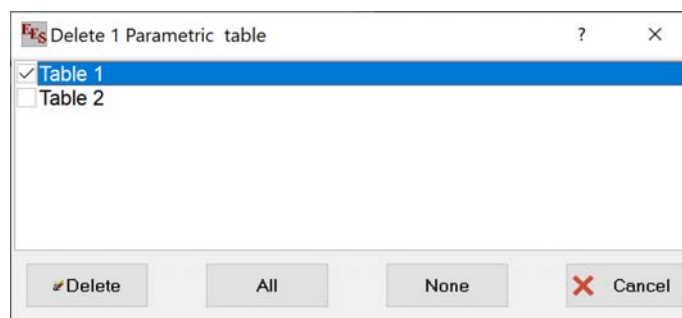 EES Delete 1 Parametric table ?
Table 1
Table 2
Delete All None Cancel